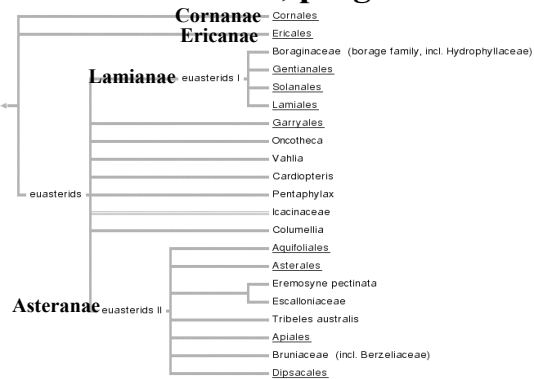 Cornanae Cornales
Ericanae Ericales
Boraginaceae (borage family, incl. Hydrophyllaceae)
Gentianales
Lamianae euasterids I
Solanales
Lamiales
Garryales
Oncotheca
Vahlia
Cardiopteris
euasterids Pentaphylax
Icacinaceae
Columellia
Aquifoliales
Asterales
Eremosyne pectinata
Escalloniaceae
Asteranae euasterids II
Tribeles australis
Apiales
Bruniaceae (incl. Berzeliaceae)
Dipsacales